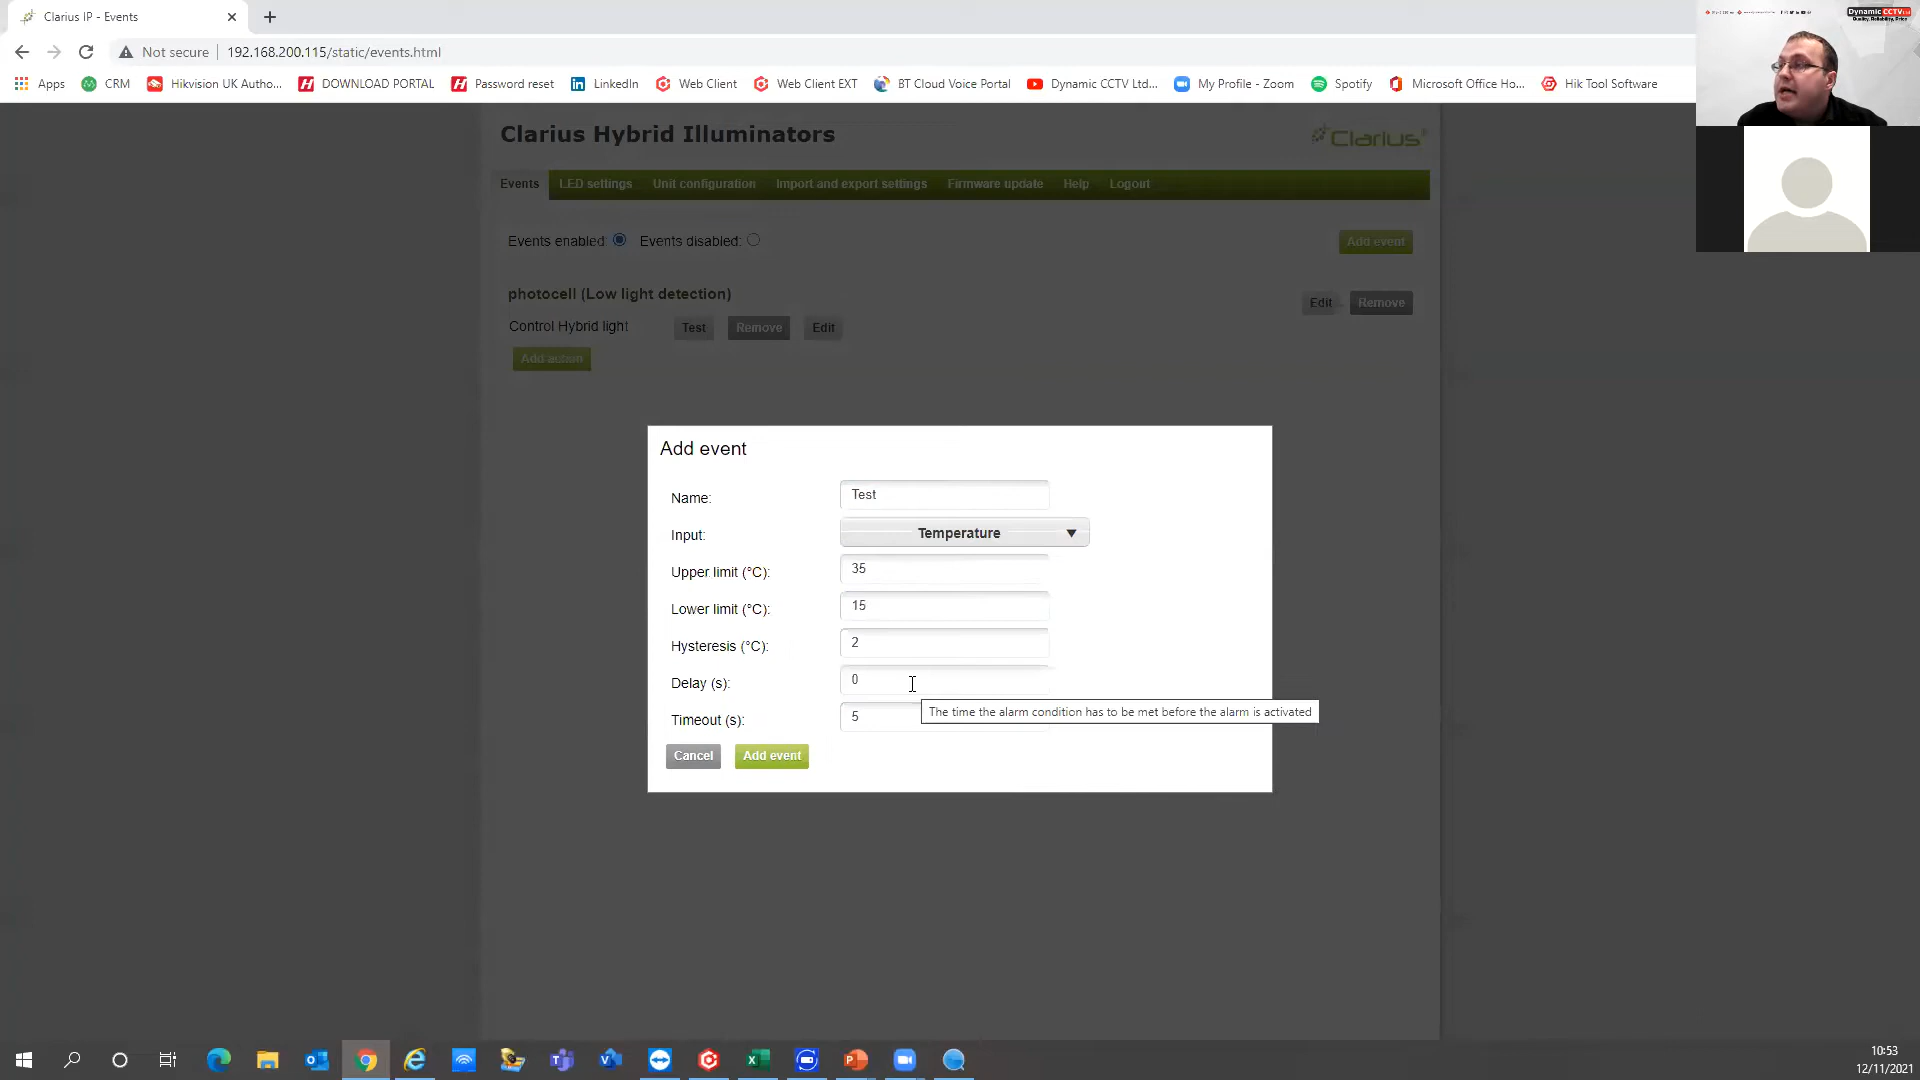 Clarius IP - Events
Not secure 192.168.200.115/static/events.html
Apps CRM Hikvision UK Autho... DOWNLOAD PORTAL Password reset LinkedIn Web Client Web Client EXT BT Cloud Voice Portal Dynamic CCTV Ltd... My Profile - Zoom Spotify Microsoft Office Ho... Hik Tool Software
Dynamic CCTV Ltd
Quality, Reliability, Price
Clarius Hybrid Illuminators
Clarius
Events LED settings Unit configuration Import and export settings Firmware update Help Logout
Events enabled: Events disabled: Add event
photocell (Low light detection) Edit Remove
Control Hybrid light Test Remove Edit
Add action
Add event
Name: Test
Input: Temperature
Upper limit (°C): 35
Lower limit (°C): 15
Hysteresis (°C): 2
Delay (s): 0
The time the alarm condition has to be met before the alarm is activated
Timeout (s): 5
Cancel Add event
10:53
12/11/2021